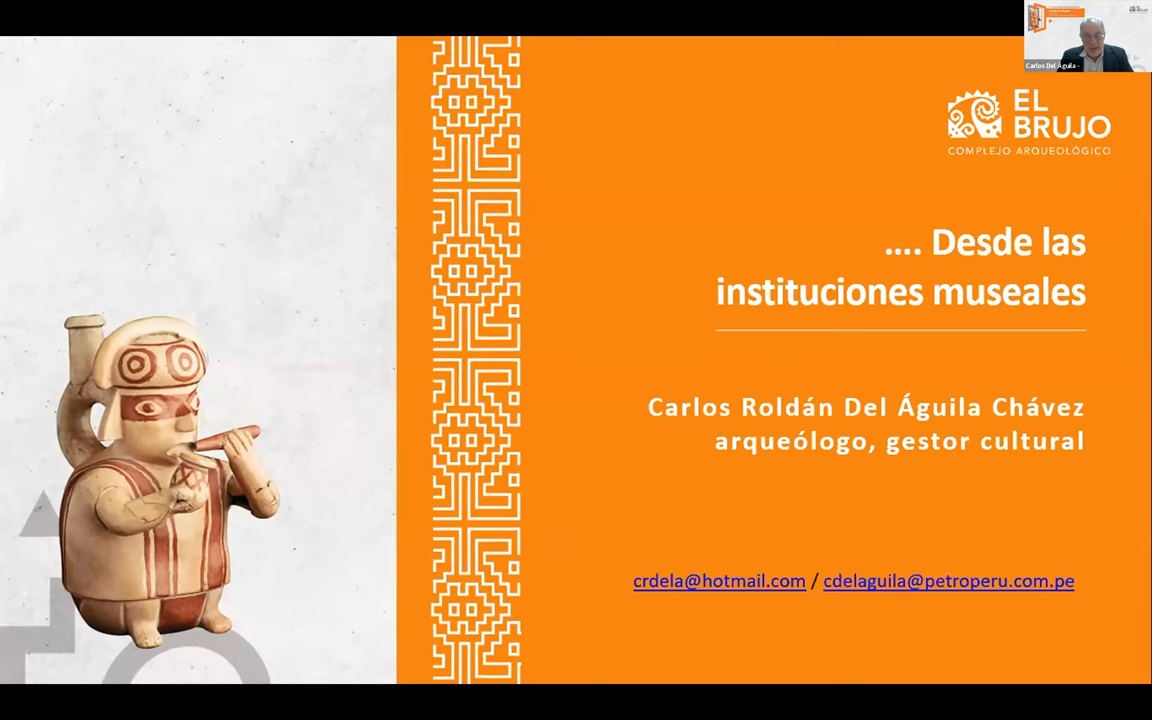 Carlos Del Águila -
EL
BRUJO
COMPLEJO ARQUEOLÓGICO
.... Desde las
instituciones museales
Carlos Roldán Del Águila Chávez
arqueólogo, gestor cultural
crdela@hotmail.com / cdelaguila@petroperu.com.pe